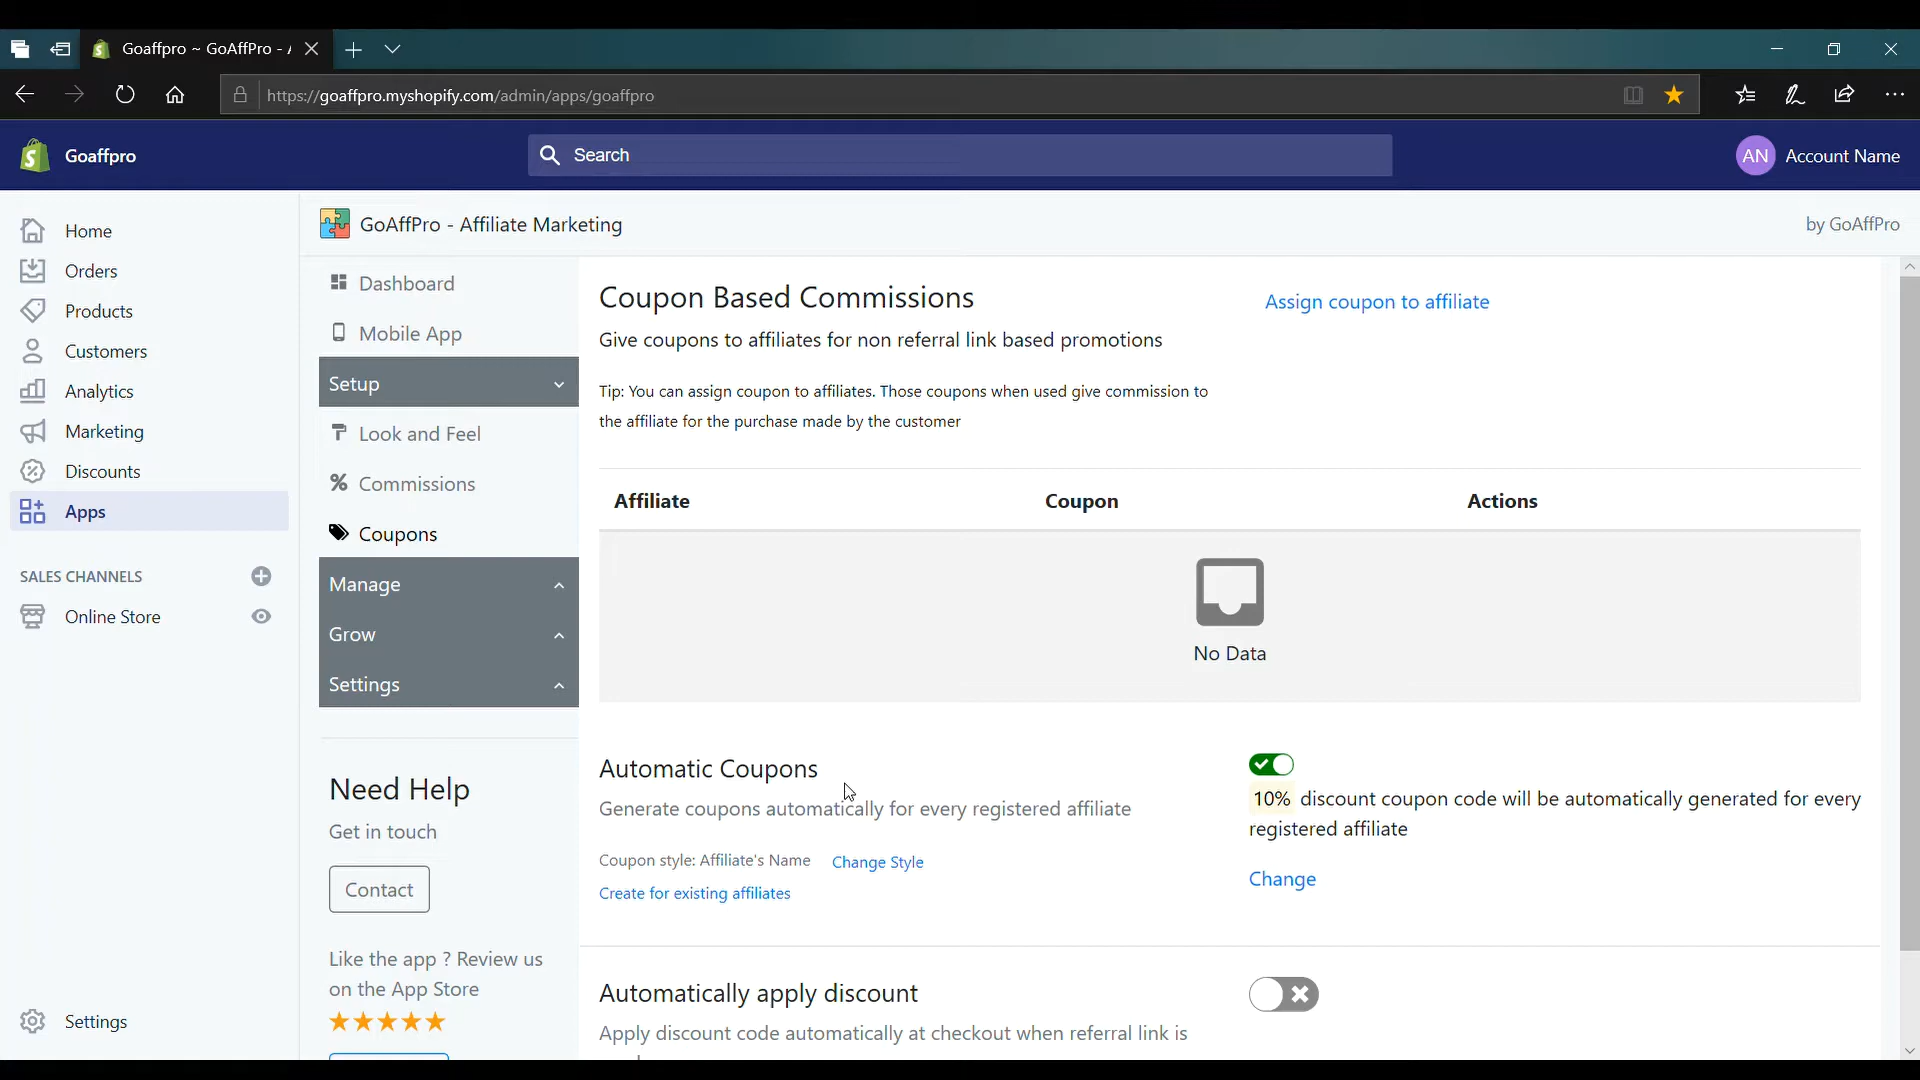 Goaffpro ~ GoAffPro - A
https://goaffpro.myshopify.com/admin/apps/goaffpro
Goaffpro
Search
AN
Account Name
Home
Orders
Products
Customers
Analytics
Marketing
Discounts
Apps
SALES CHANNELS
Online Store
Settings
GoAffPro - Affiliate Marketing
by GoAffPro
Dashboard
Mobile App
Setup
Look and Feel
Commissions
Coupons
Manage
Grow
Settings
Need Help
Get in touch
Contact
Like the app ? Review us
on the App Store
Coupon Based Commissions
Give coupons to affiliates for non referral link based promotions
Tip: You can assign coupon to affiliates. Those coupons when used give commission to
the affiliate for the purchase made by the customer
Assign coupon to affiliate
Affiliate Coupon Actions
No Data
Automatic Coupons
Generate coupons automatically for every registered affiliate
Coupon style: Affiliate's Name Change Style
Create for existing affiliates
10% discount coupon code will be automatically generated for every
registered affiliate
Change
Automatically apply discount
Apply discount code automatically at checkout when referral link is